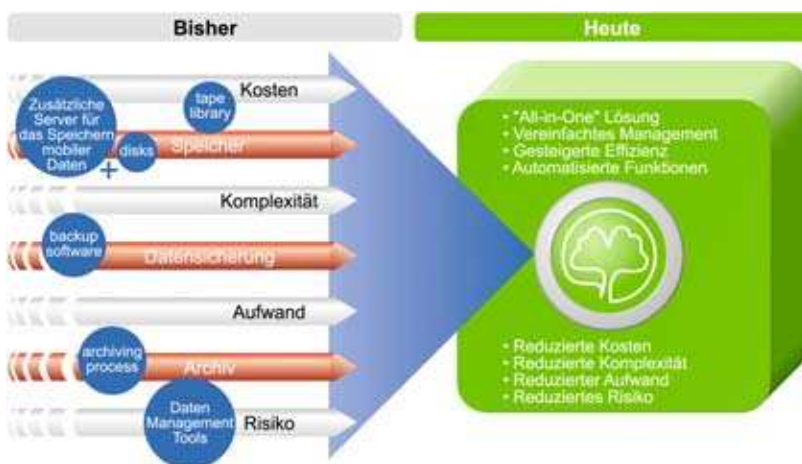 Bisher
Heute
Kosten
Zusätzliche
Server für
das Speichern
mobiler
Daten
+
disks
tape
library
Speicher
Komplexität
backup
software
Datensicherung
Aufwand
archiving
process
Archiv
Daten
Management
Tools
Risiko
• "All-in-One" Lösung
• Vereinfachtes Management
• Gesteigerte Effizienz
• Automatisierte Funktionen
• Reduzierte Kosten
• Reduzierte Komplexität
• Reduzierter Aufwand
• Reduziertes Risiko